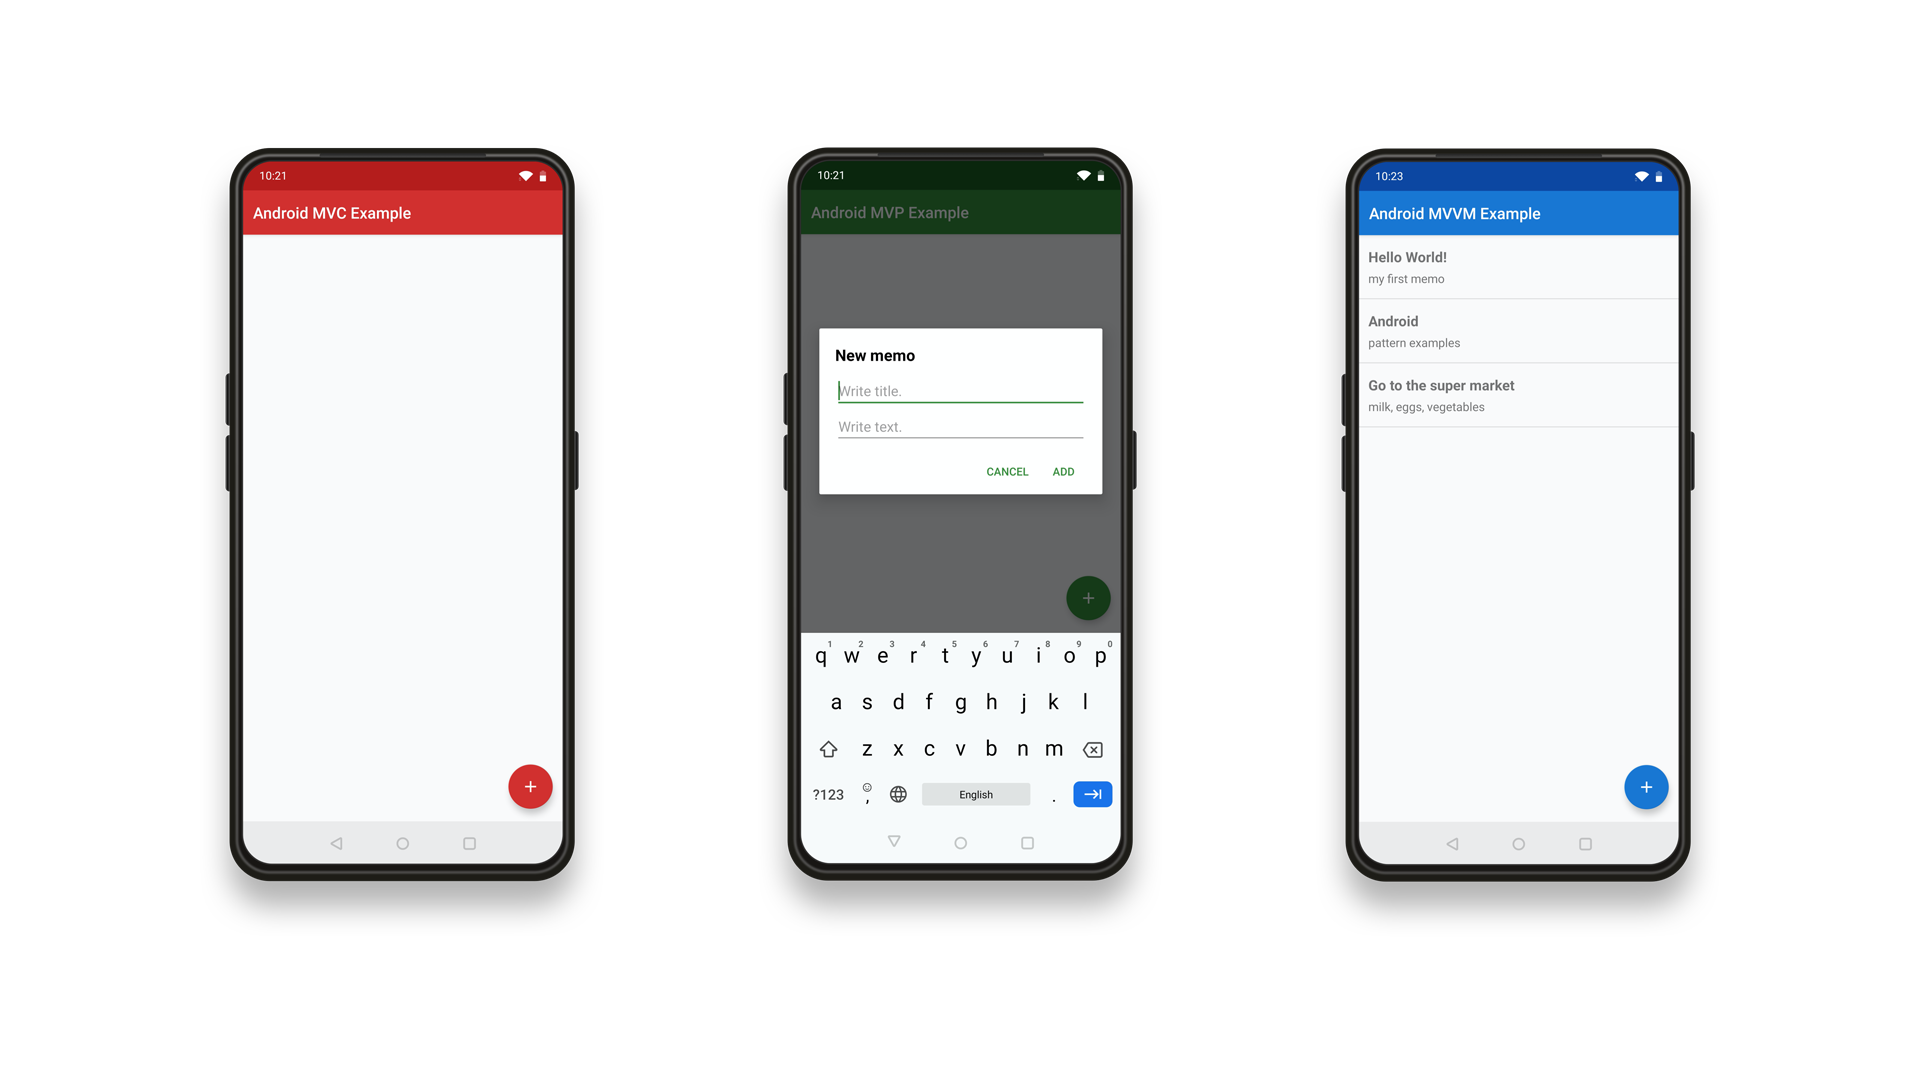 10:21
Android MVC Example
10:21
Android MVP Example
New memo
Write title.
Write text.
CANCEL ADD
1 2 3 4 5 6 7 8 9 0
q w e r t y u i o p
a s d f g h j k l
z x c v b n m
?123 , English .
10:23
Android MVVM Example
Hello World!
my first memo
Android
pattern examples
Go to the super market
milk, eggs, vegetables